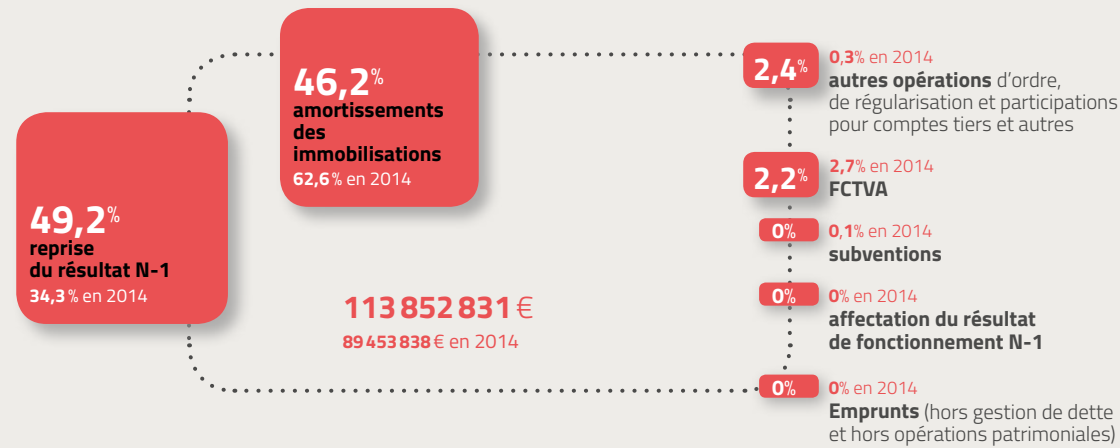 49,2%
reprise
du résultat N-1
34,3% en 2014
46,2%
amortissements
des
immobilisations
62,6% en 2014
113 852 831 €
89 453 838 € en 2014
2,4%
0,3% en 2014
autres opérations d'ordre,
de régularisation et participations
pour comptes tiers et autres
2,2%
2,7% en 2014
FCTVA
0%
0,1% en 2014
subventions
0%
0% en 2014
affectation du résultat
de fonctionnement N-1
0%
0% en 2014
Emprunts (hors gestion de dette
et hors opérations patrimoniales)